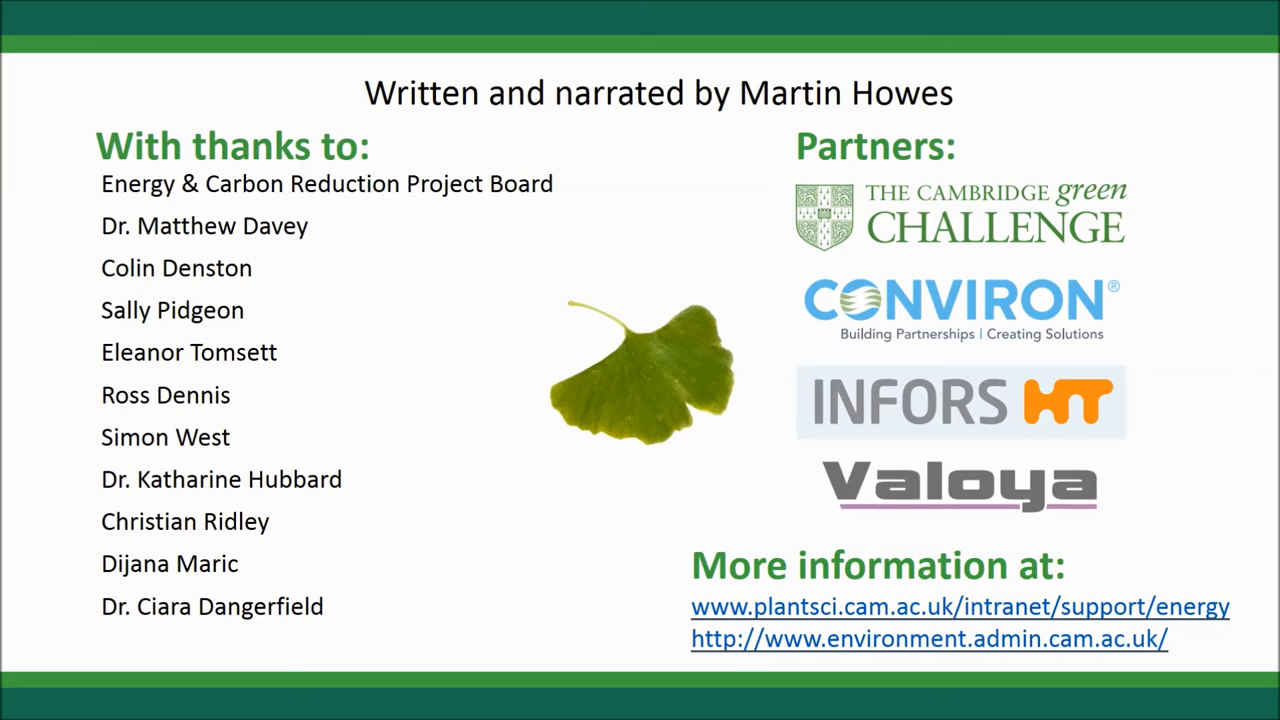 Written and narrated by Martin Howes
With thanks to:
Energy & Carbon Reduction Project Board
Dr. Matthew Davey
Colin Denston
Sally Pidgeon
Eleanor Tomsett
Ross Dennis
Simon West
Dr. Katharine Hubbard
Christian Ridley
Dijana Maric
Dr. Ciara Dangerfield
Partners:
THE CAMBRIDGE green
CHALLENGE
CONVIRON®
Building Partnerships | Creating Solutions
INFORS HT
Valoya
More information at:
www.plantsci.cam.ac.uk/intranet/support/energy
http://www.environment.admin.cam.ac.uk/